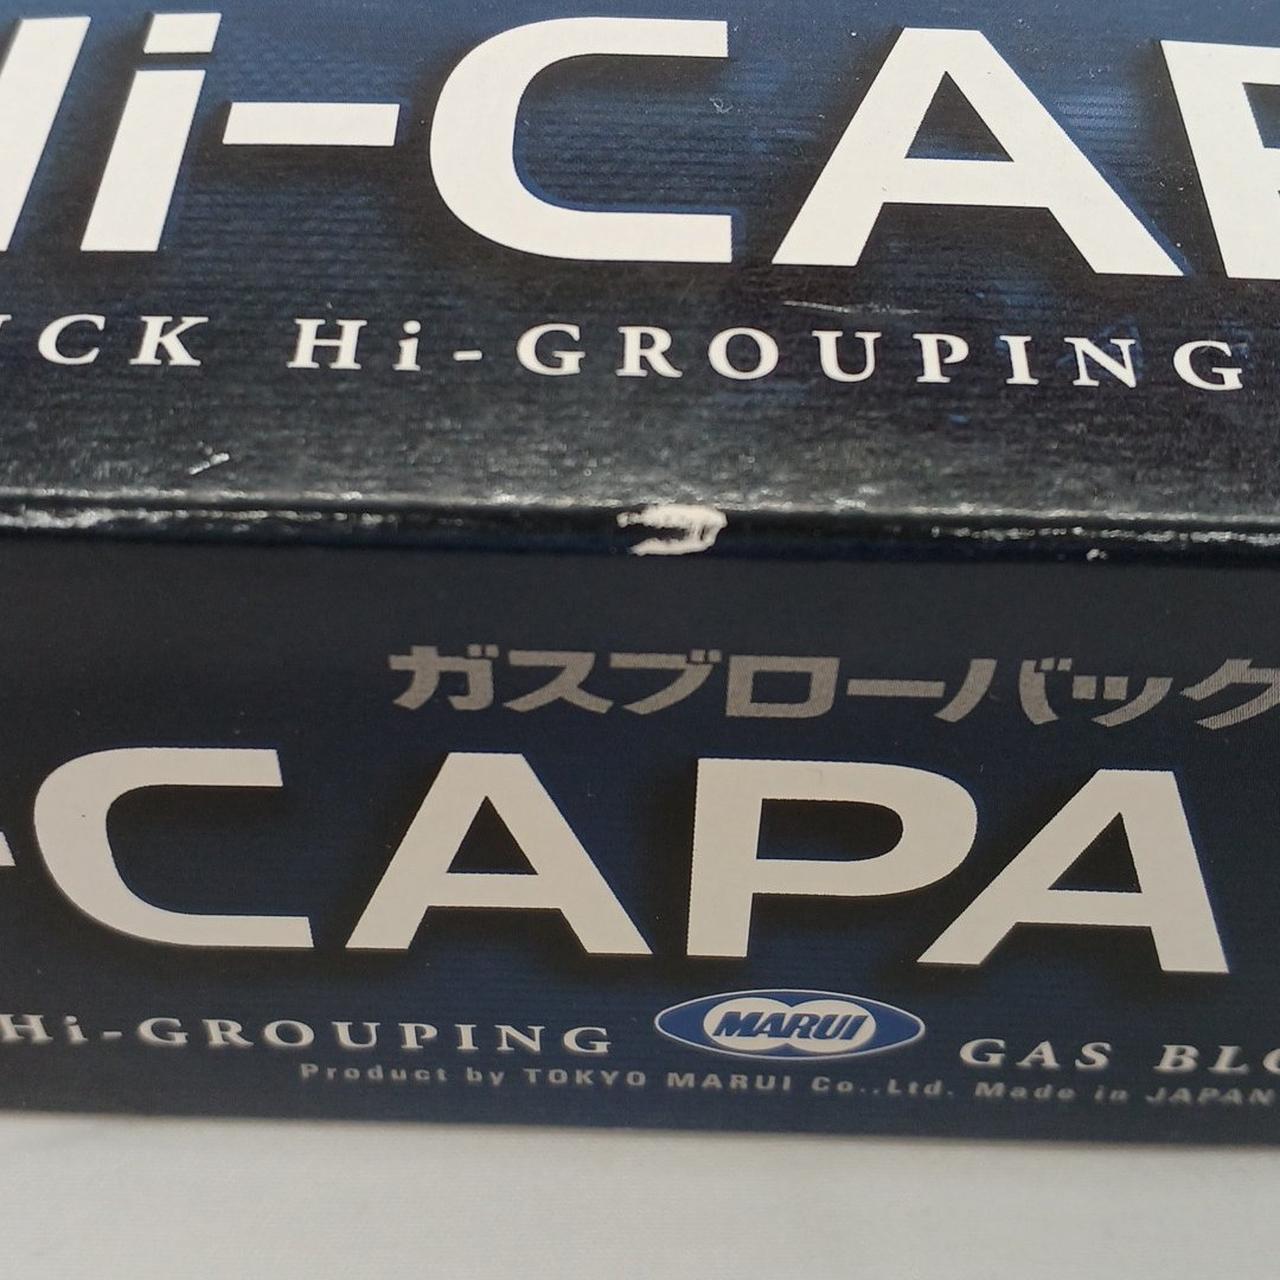 Hi-CAP
CK Hi-GROUPING
ガスブローバック
-CAPA
Hi-GROUPING MARUI GAS BLO
Product by TOKYO MARUI Co.,Ltd. Made in JAPAN